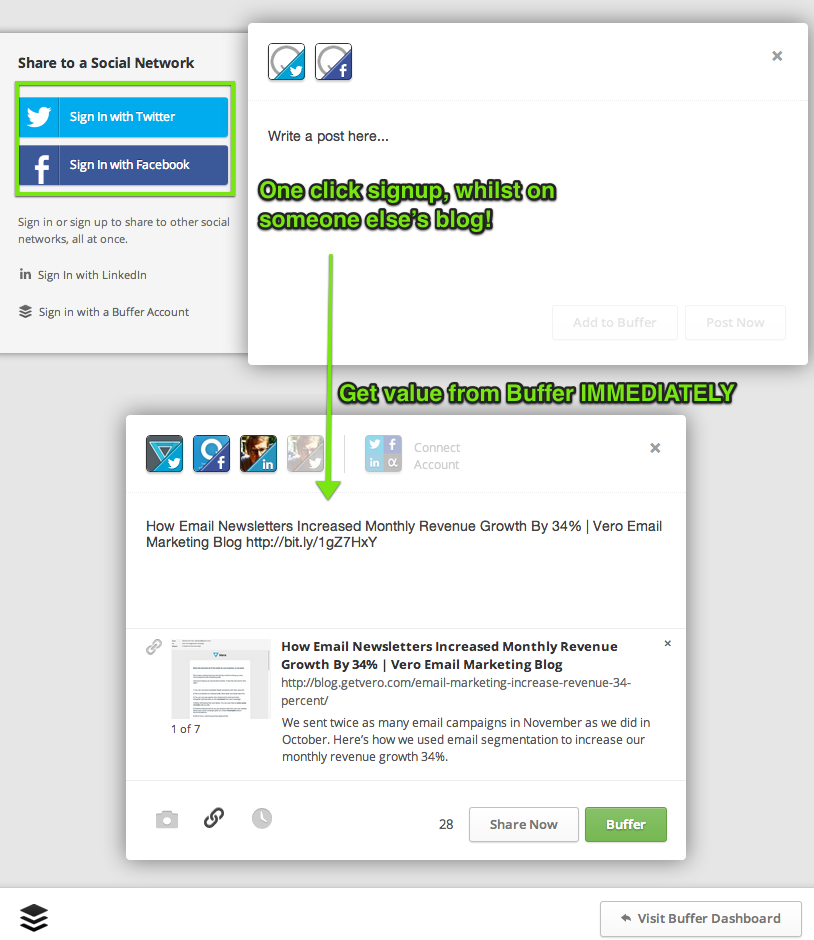 Share to a Social Network
Sign In with Twitter
Sign In with Facebook
Sign in or sign up to share to other social
networks, all at once.
in Sign In with LinkedIn
Sign in with a Buffer Account
Write a post here...
One click signup, whilst on
someone else's blog!
Add to Buffer
Post Now
Get value from Buffer IMMEDIATELY
Connect
Account
How Email Newsletters Increased Monthly Revenue Growth By 34% | Vero Email
Marketing Blog http://bit.ly/1gZ7HxY
How Email Newsletters Increased Monthly Revenue
Growth By 34% | Vero Email Marketing Blog
http://blog.getvero.com/email-marketing-increase-revenue-34-
percent/
We sent twice as many email campaigns in November as we did in
October. Here's how we used email segmentation to increase our
monthly revenue growth 34%.
Vero
1 of 7
28
Share Now
Buffer
Visit Buffer Dashboard